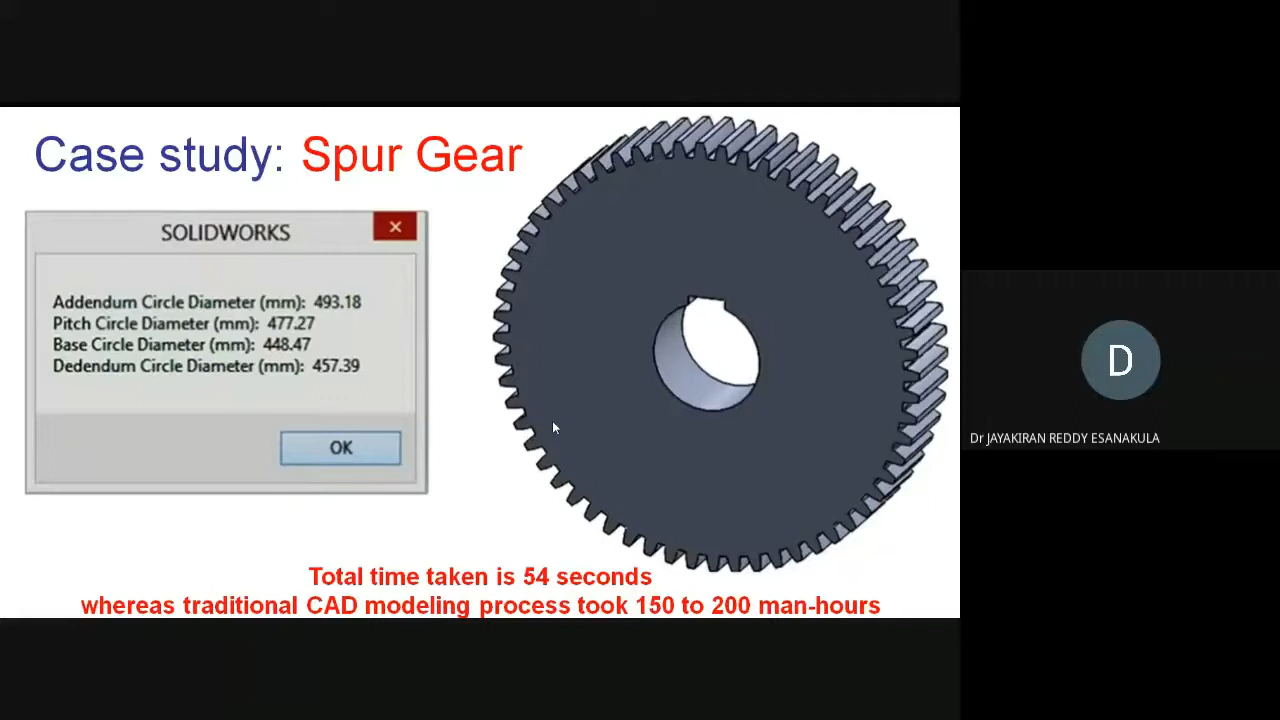 Case study: Spur Gear
SOLIDWORKS
Addendum Circle Diameter (mm): 493.18
Pitch Circle Diameter (mm): 477.27
Base Circle Diameter (mm): 448.47
Dedendum Circle Diameter (mm): 457.39
OK
Total time taken is 54 seconds
whereas traditional CAD modeling process took 150 to 200 man-hours
D
Dr JAYAKIRAN REDDY ESANAKULA